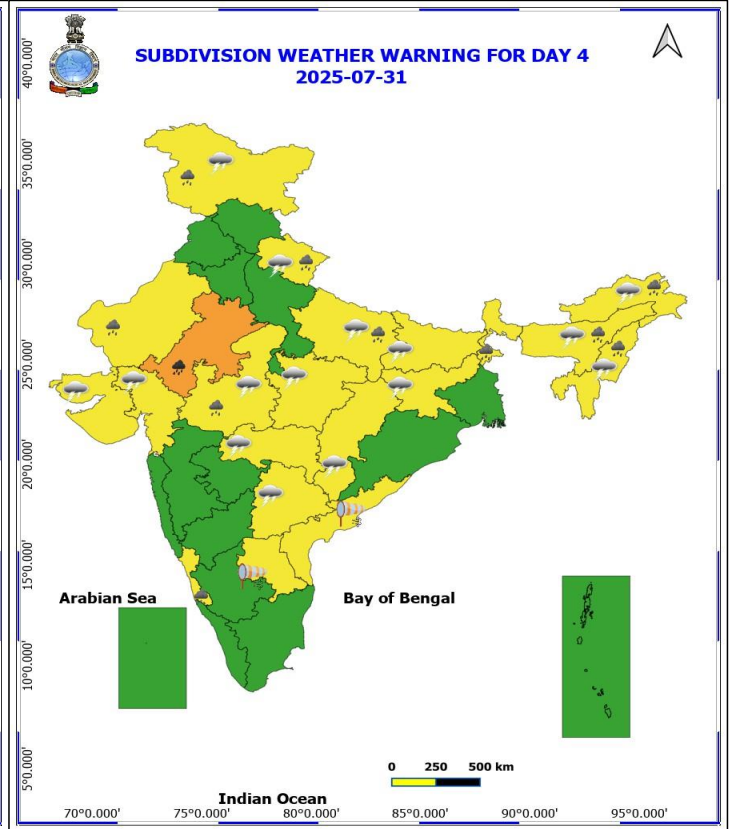 SUBDIVISION WEATHER WARNING FOR DAY 4
2025-07-31
40°0.000'
35°0.000'
30°0.000'
25°0.000'
20°0.000'
15°0.000'
10°0.000'
5°0.000'
Arabian Sea
Bay of Bengal
0 250 500 km
Indian Ocean
70°0.000' 75°0.000' 80°0.000' 85°0.000' 90°0.000' 95°0.000'